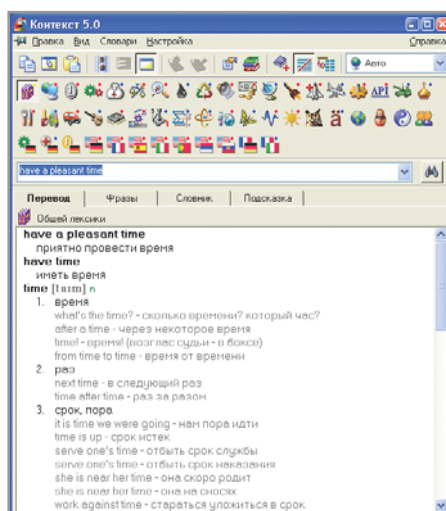 Контекст 5.0
Правка Вид Словари Настройка Справка
Авто
API
ä
have a pleasant time
Перевод Фразы Словник Подсказка
Общей лексики
have a pleasant time
приятно провести время
have time
иметь время
time [taım] n
1. время
what's the time? - сколько времени? который час?
after a time - через некоторое время
time! - время! (возглас судьи - в боксе)
from time to time - время от времени
2. раз
next time - в следующий раз
time after time - раз за разом
3. срок, пора
it is time we were going - нам пора идти
time is up - срок истек
serve one's time - отбыть срок службы
serve one's time - отбыть срок наказания
she is near her time - она скоро родит
she is near her time - она на сносях
work against time - стараться уложиться в срок